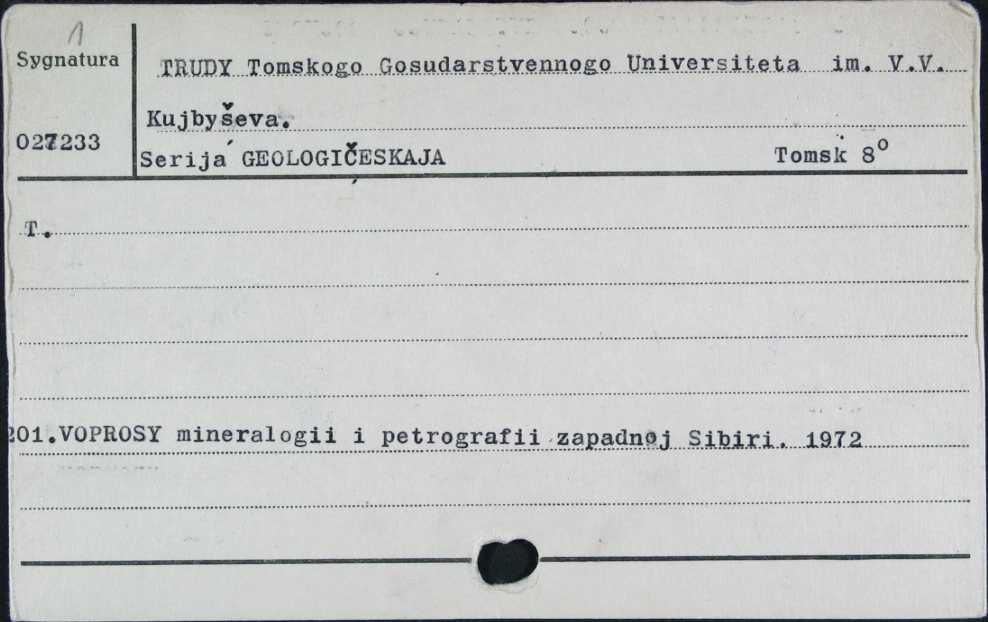 1
Sygnatura
TRUDY Tomskogo Gosudarstvennogo Universiteta im. V.V.
Kujbyševa.
027233
Serija GEOLOGIČESKAJA Tomsk 8°
T.
201.VOPROSY mineralogii i petrografii zapadnoj Sibiri. 1972